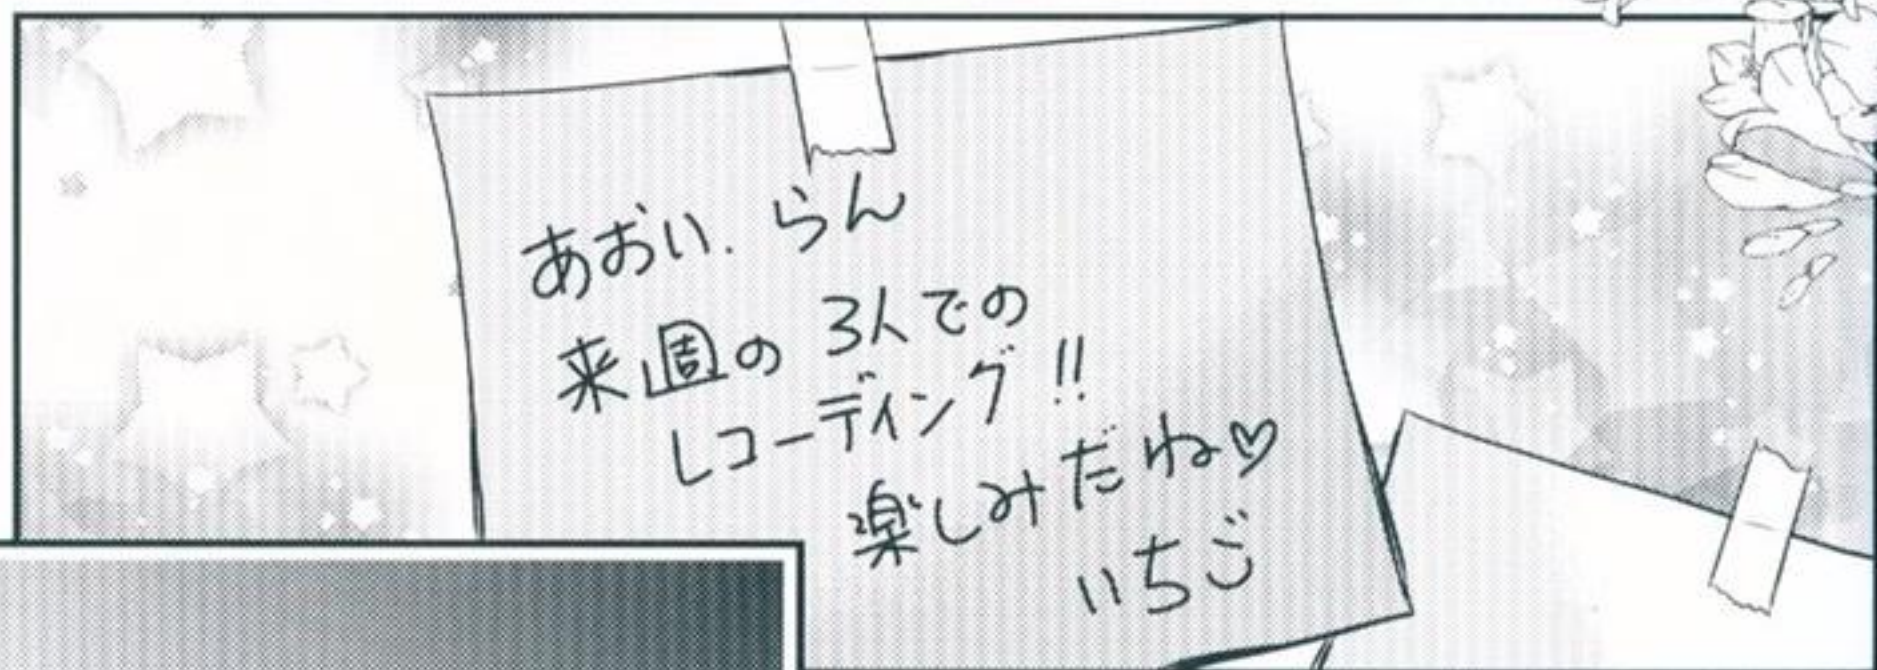 あおい.らん
来週の 3人での
レコーディング!!
楽しみだね♡
いちご